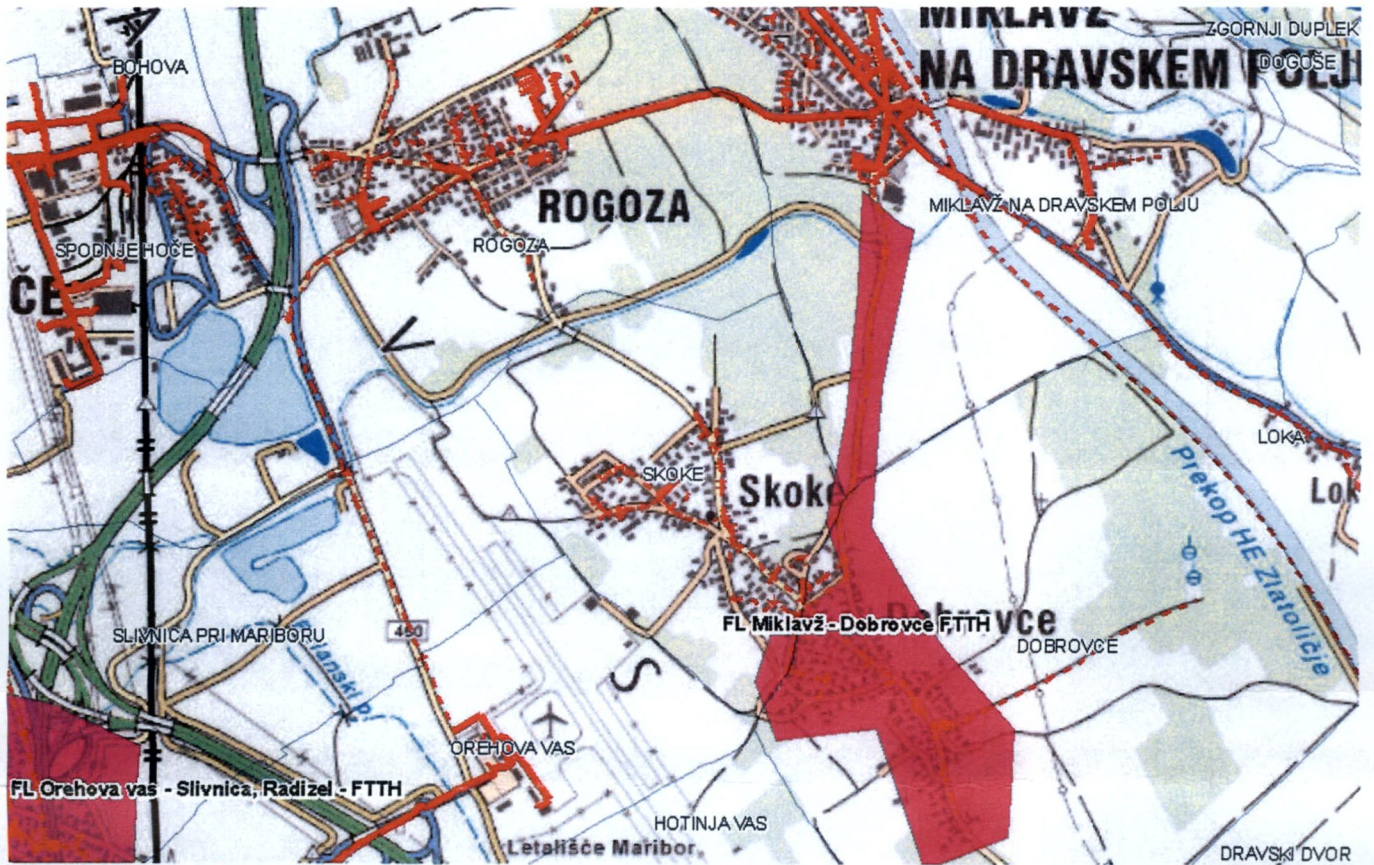 MIKLAVŽ
ZGORNJI DUPLEK
BOHOVA
NA DRAVSKEM POLJU
DOGOŠE
ROGOZA
MIKLAVŽ NA DRAVSKEM POLJU
SPODNJE HOČE
ROGOZA
ČE
LOKA
SKOKE
Skoke
Lok
Prekop HE Zlatoličje
FL Miklavž - Dobrovce FTTH
Dobrovce
460
SLIVNICA PRI MARIBORU
DOBROVCE
S
OREHOVA VAS
FL Orehova vas - Slivnica, Radizel - FTTH
HOTINJA VAS
Letališče Maribor
DRAVSKI DVOR